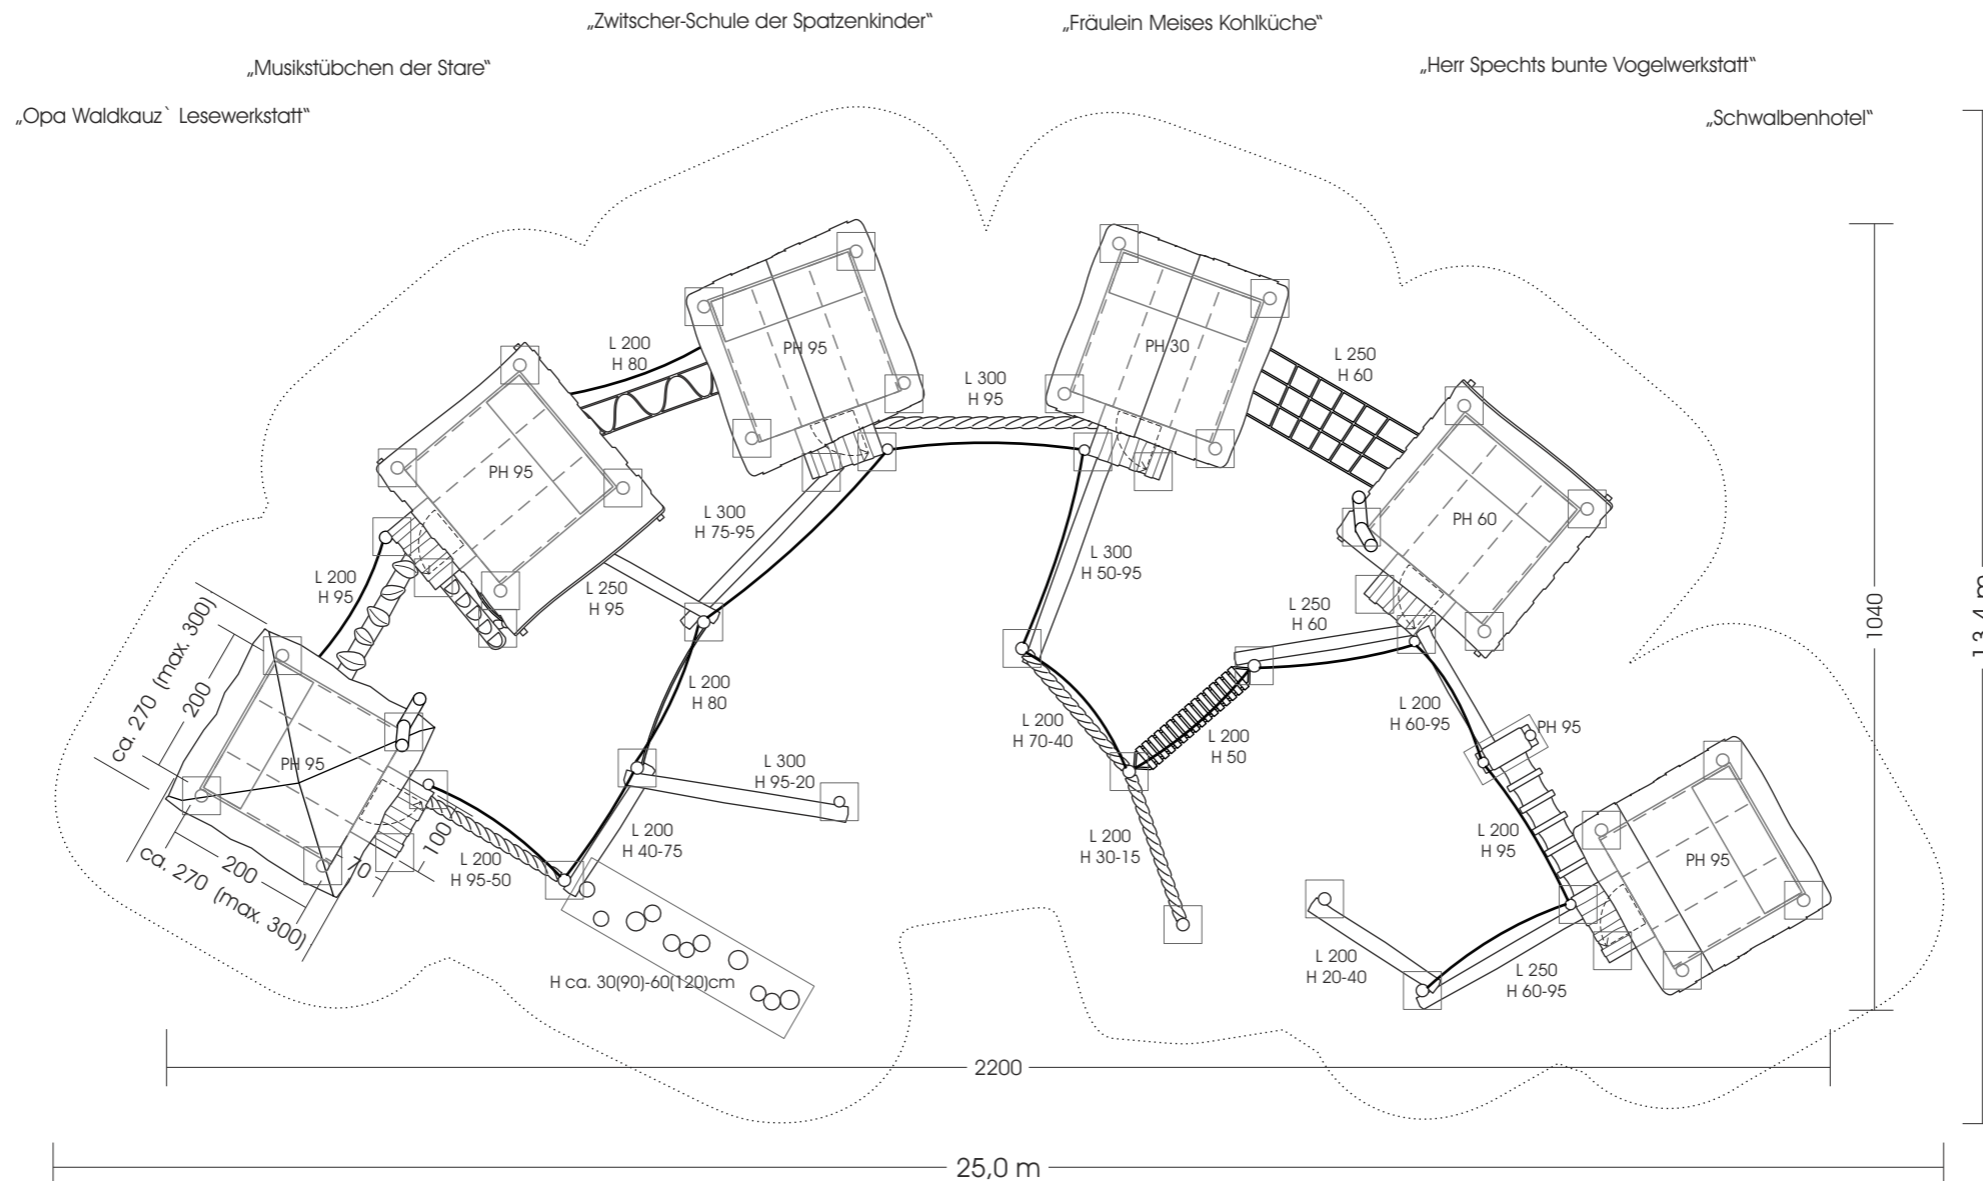 „Zwitscher-Schule der Spatzenkinder“
„Fräulein Meises Kohlküche“
„Musikstübchen der Stare“
„Herr Spechts bunte Vogelwerkstatt“
„Opa Waldkauz` Lesewerkstatt“
„Schwalbenhotel“
L 200
H 80
PH 95
PH 30
L 250
H 60
L 300
H 95
PH 95
PH 60
L 300
H 75-95
L 300
H 50-95
L 200
H 95
L 250
H 95
L 250
H 60
1040
13,4 m
ca. 270 (max. 300)
200
L 200
H 80
L 200
H 70-40
L 200
H 50
L 200
H 60-95
PH 95
PH 95
L 300
H 95-20
L 200
H 40-75
L 200
H 30-15
L 200
H 95
PH 95
100
70
L 200
H 95-50
200
ca. 270 (max. 300)
H ca. 30(90)-60(120)cm
L 200
H 20-40
L 250
H 60-95
2200
25,0 m